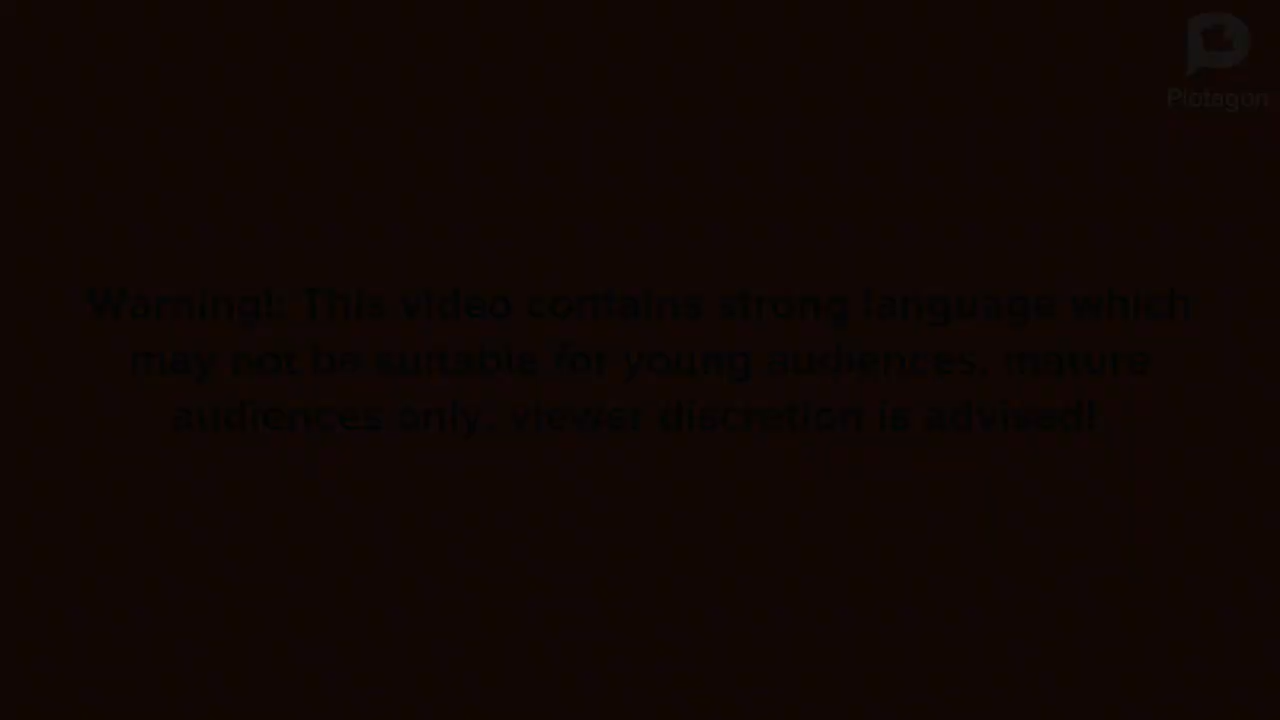 Plotagon
Warning!: This video contains strong language which
may not be suitable for young audiences, mature
audiences only, viewer discretion is advised!